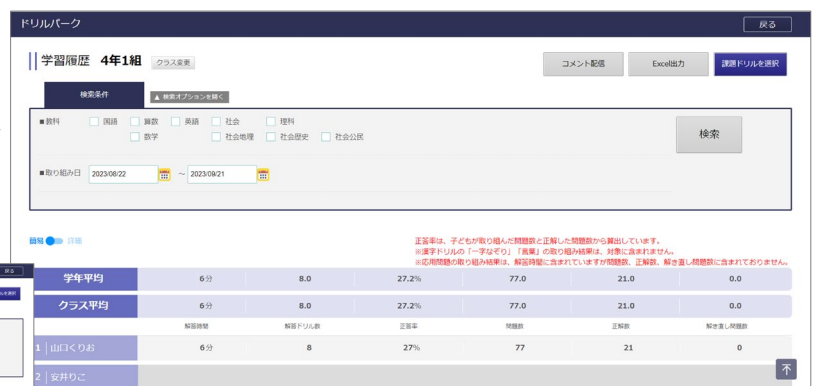 ドリルパーク 戻る
学習履歴 4年1組 クラス変更 コメント配信 Excel出力 課題ドリルを選択
検索条件 ▲ 検索オプションを開く
■教科 国語 算数 英語 社会 理科
数学 社会地理 社会歴史 社会公民
検索
■取り組み日 2023/08/22 ~ 2023/09/21
簡易 詳細
正答率は、子どもが取り組んだ問題数と正解した問題数から算出しています。
※漢字ドリルの「一字なぞり」「言葉」の取り組み結果は、対象に含まれません。
※応用問題の取り組み結果は、解答時間に含まれていますが問題数、正解数、解き直し問題数に含まれておりません。
戻る
学年平均 6分 8.0 27.2% 77.0 21.0 0.0
クラス平均 6分 8.0 27.2% 77.0 21.0 0.0
解答時間 解答ドリル数 正答率 問題数 正解数 解き直し問題数
1 山口くりお 6分 8 27% 77 21 0
2 安井りこ